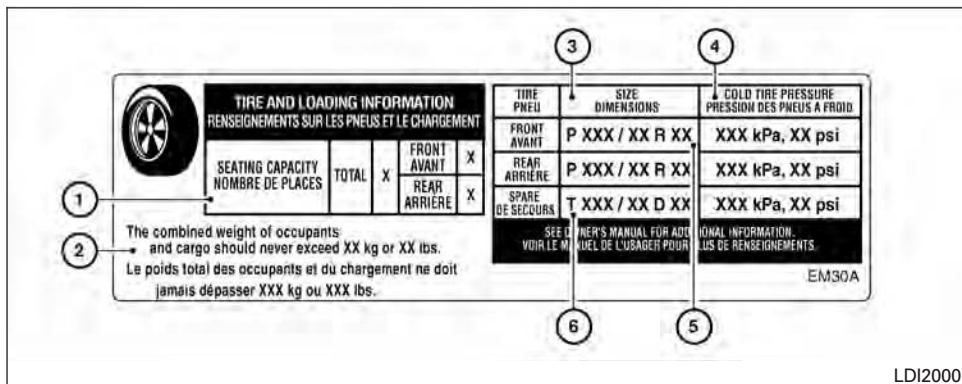 3
4
TIRE AND LOADING INFORMATION
RENSEIGNEMENTS SUR LES PNEUS ET LE CHARGEMENT
SEATING CAPACITY
NOMBRE DE PLACES
TOTAL
X
FRONT
AVANT
X
REAR
ARRIÈRE
X
1
The combined weight of occupants
and cargo should never exceed XX kg or XX lbs.
2
Le poids total des occupants et du chargement ne doit
jamais dépasser XXX kg ou XXX lbs.
TIRE
PNEU
SIZE
DIMENSIONS
COLD TIRE PRESSURE
PRESSION DES PNEUS A FROID
FRONT
AVANT
P XXX / XX R XX
XXX kPa, XX psi
REAR
ARRIÈRE
P XXX / XX R XX
XXX kPa, XX psi
SPARE
DE SECOURS
T XXX / XX D XX
XXX kPa, XX psi
SEE OWNER'S MANUAL FOR ADDITIONAL INFORMATION.
VOIR LE MANUEL DE L'USAGER POUR PLUS DE RENSEIGNEMENTS.
EM30A
6
5
LDI2000